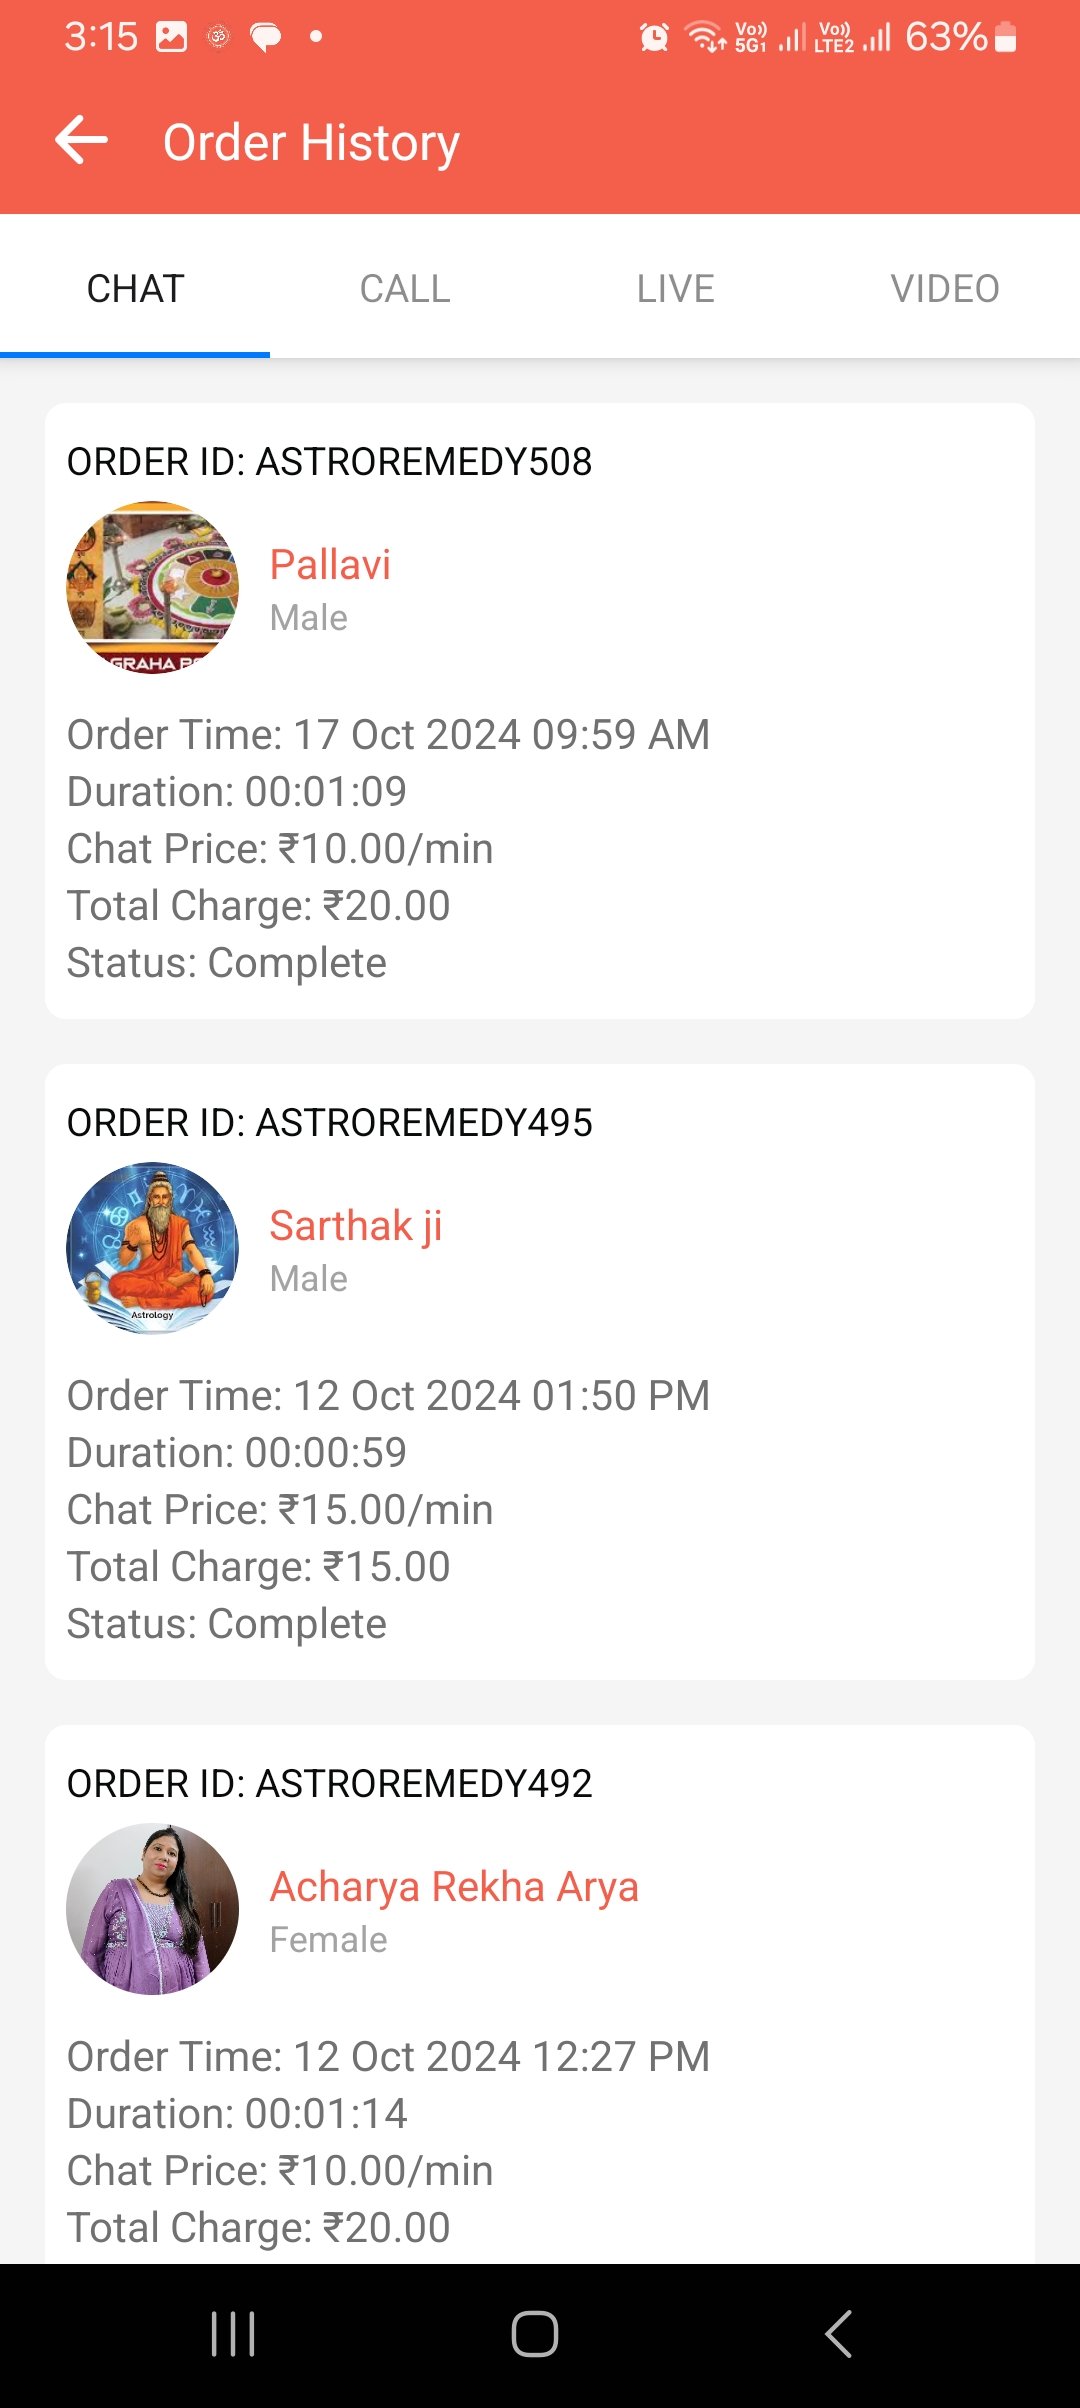 3:15
Vo)) 5G1 Vo)) LTE2 63%
Order History
CHAT CALL LIVE VIDEO
ORDER ID: ASTROREMEDY508
Pallavi
Male
GRAHA
Order Time: 17 Oct 2024 09:59 AM
Duration: 00:01:09
Chat Price: ₹10.00/min
Total Charge: ₹20.00
Status: Complete
ORDER ID: ASTROREMEDY495
Sarthak ji
Male
Astrology
Order Time: 12 Oct 2024 01:50 PM
Duration: 00:00:59
Chat Price: ₹15.00/min
Total Charge: ₹15.00
Status: Complete
ORDER ID: ASTROREMEDY492
Acharya Rekha Arya
Female
Order Time: 12 Oct 2024 12:27 PM
Duration: 00:01:14
Chat Price: ₹10.00/min
Total Charge: ₹20.00